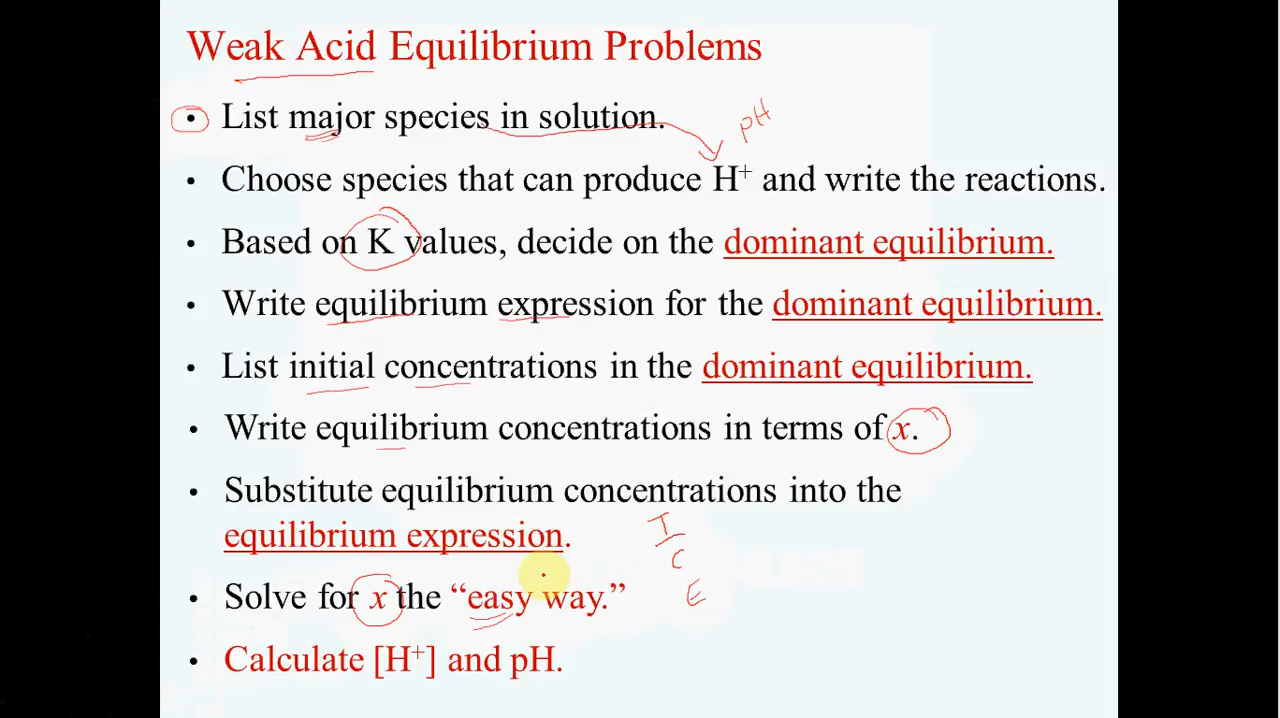 Weak Acid Equilibrium Problems
• List major species in solution.
pH
• Choose species that can produce H⁺ and write the reactions.
• Based on K values, decide on the dominant equilibrium.
• Write equilibrium expression for the dominant equilibrium.
• List initial concentrations in the dominant equilibrium.
• Write equilibrium concentrations in terms of x.
• Substitute equilibrium concentrations into the
equilibrium expression.
I
C
E
• Solve for x the “easy way.”
• Calculate [H⁺] and pH.